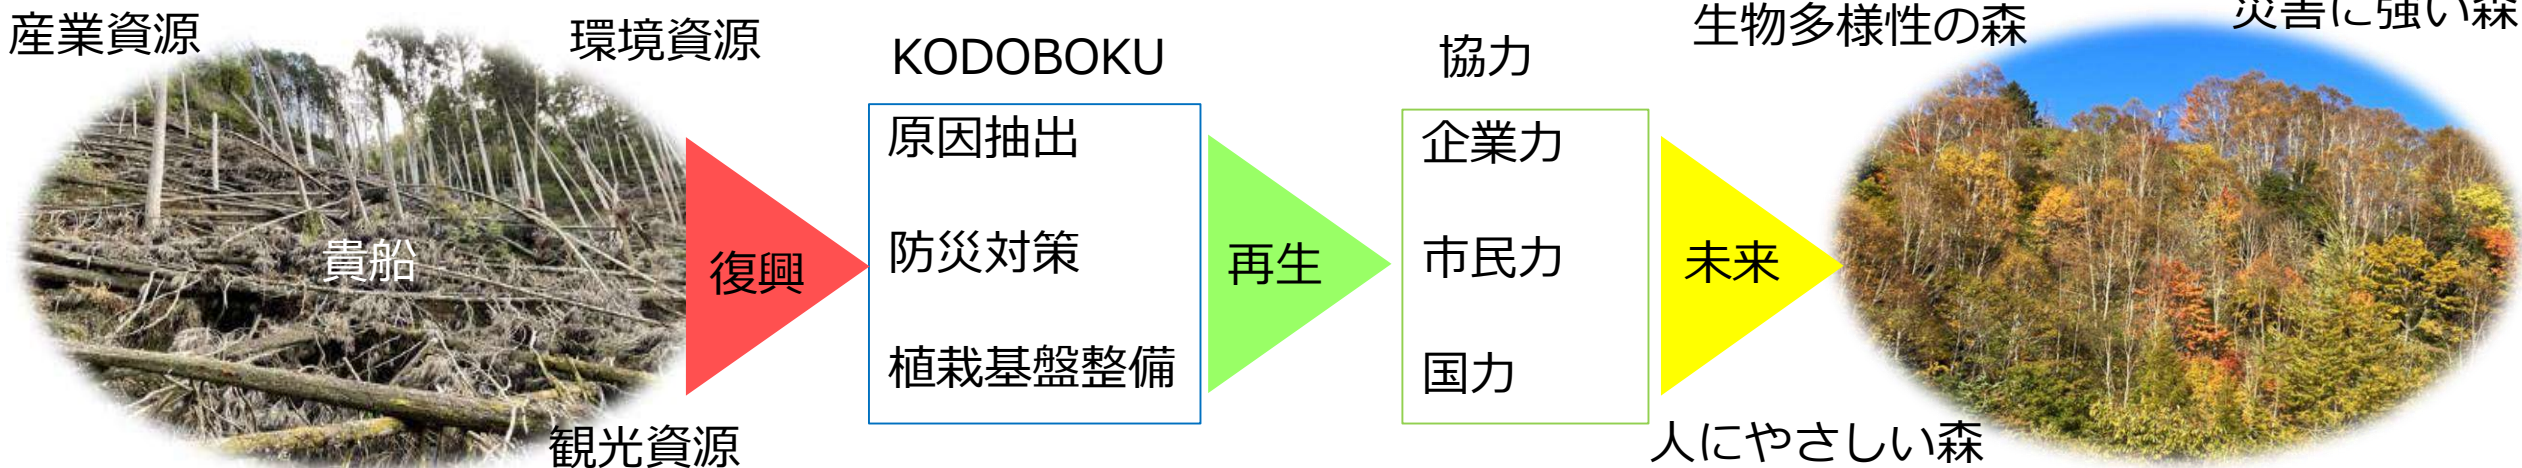 産業資源
環境資源
貴船
観光資源
復興
KODOBOKU
原因抽出
防災対策
植栽基盤整備
再生
協力
企業力
市民力
国力
未来
生物多様性の森
災害に強い森
人にやさしい森